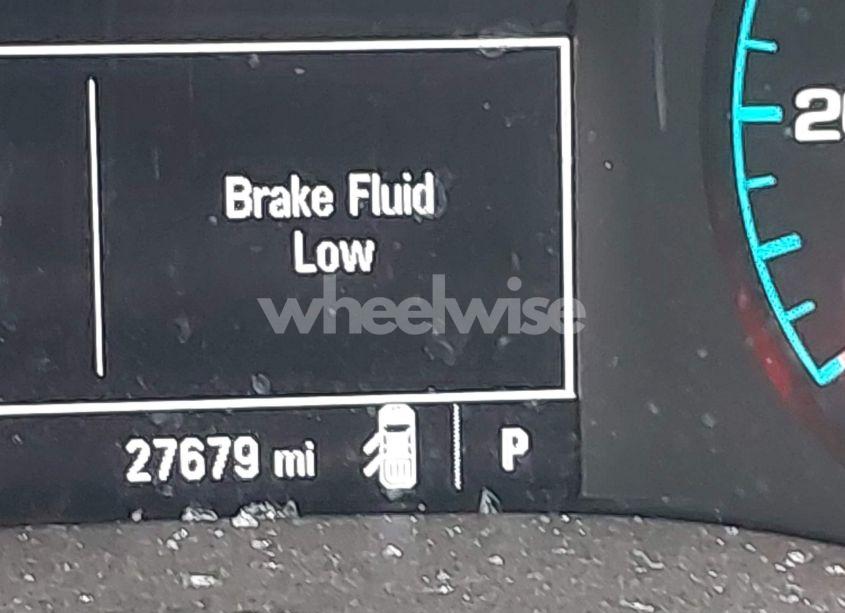 Brake Fluid
Low
wheelwise
27679 mi
P